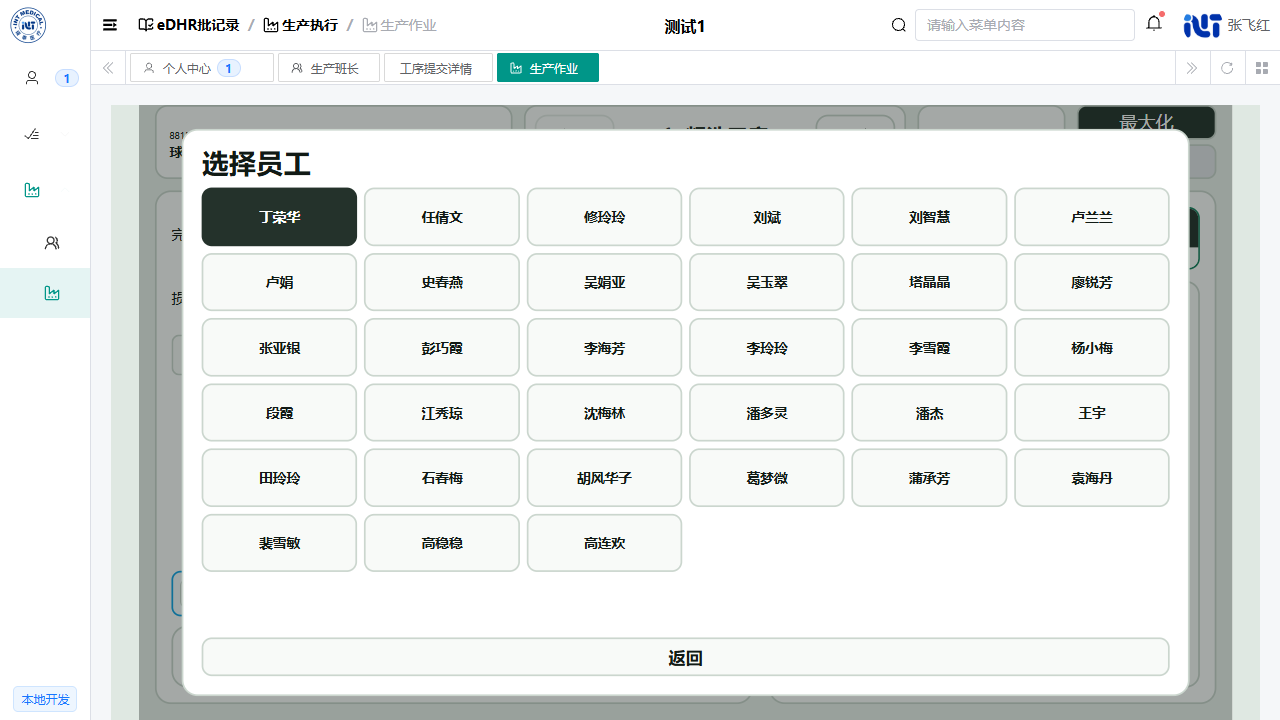 eDHR批记录 / 生产执行 / 生产作业
测试1
请输入菜单内容
张飞红
1
个人中心 1
生产班长
工序提交详情
生产作业
最大化
选择员工
丁荣华 任倩文 修玲玲 刘斌 刘智慧 卢兰兰
卢娟 史春燕 吴娟亚 吴玉翠 塔晶晶 廖锐芳
张亚银 彭巧霞 李海芳 李玲玲 李雪霞 杨小梅
段霞 江秀琼 沈梅林 潘多灵 潘杰 王宇
田玲玲 石春梅 胡风华子 葛梦微 蒲承芳 袁海丹
裴雪敏 高稳稳 高连欢
返回
本地开发